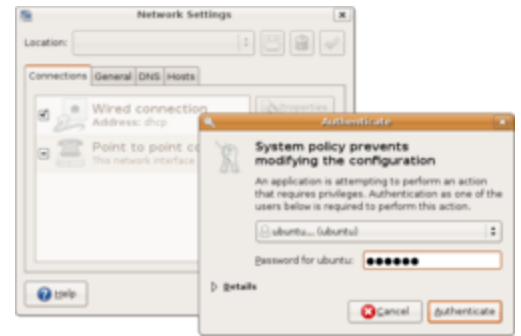 Network Settings
Location:
Connections General DNS Hosts
Wired connection
Properties
Address: dhcp
Point to point co
This network interface
Help
Authenticate
System policy prevents
modifying the configuration
An application is attempting to perform an action
that requires privileges. Authentication as one of the
users below is required to perform this action.
ubuntu,,, (ubuntu)
Password for ubuntu: ●●●●●●
Details
Cancel Authenticate